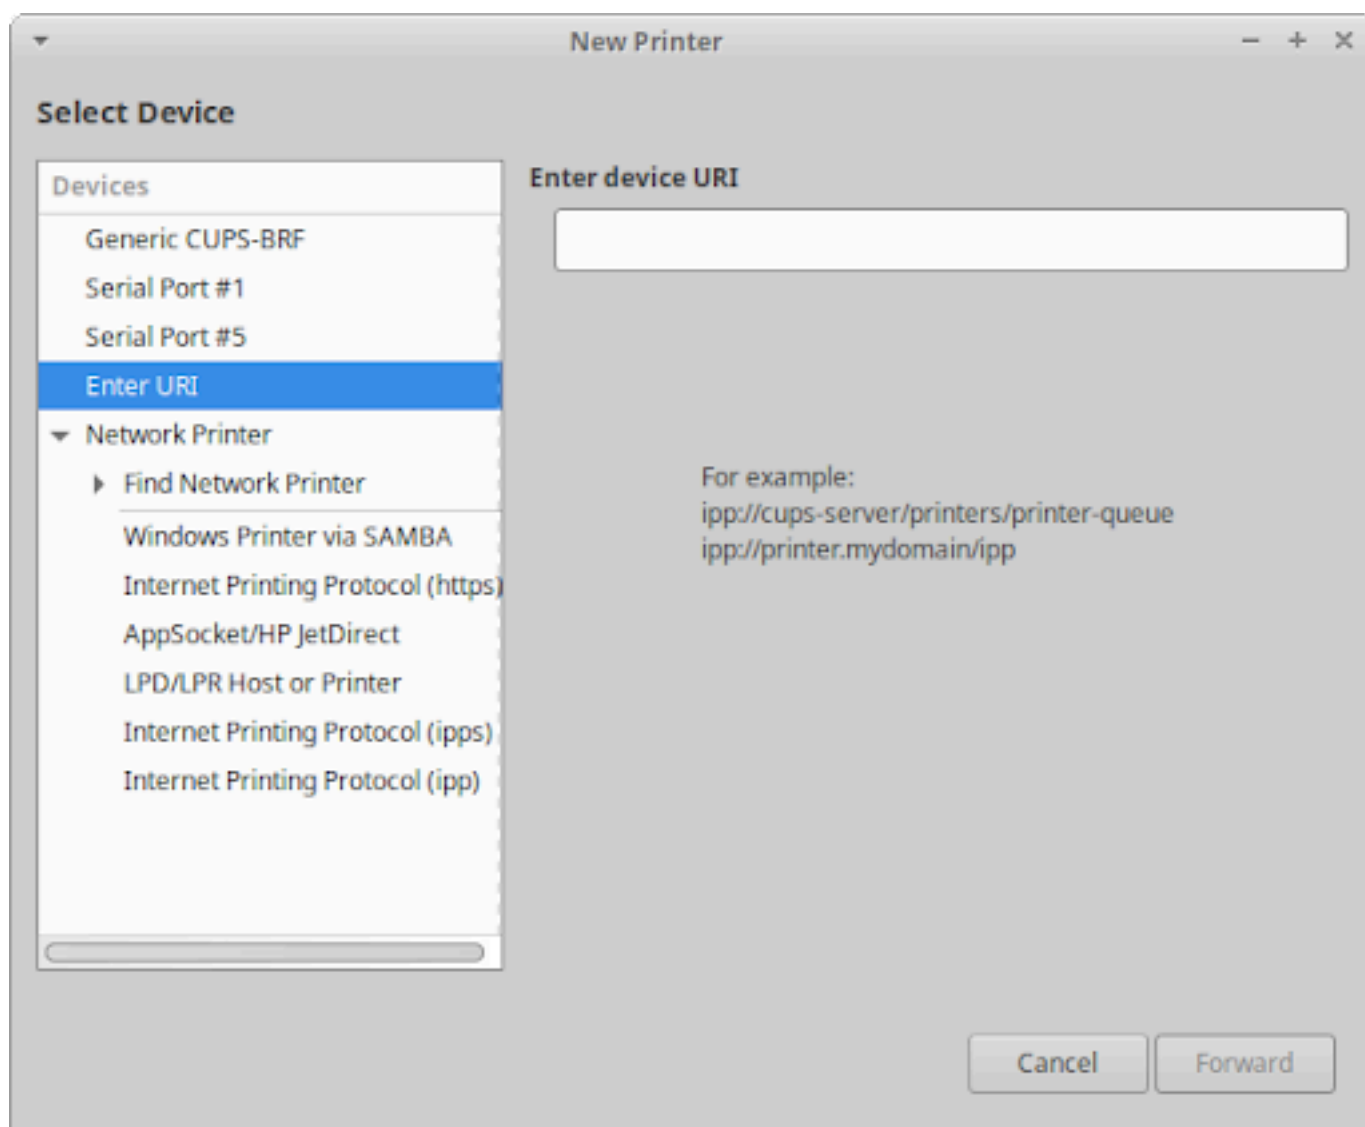 New Printer
Select Device
Devices
Generic CUPS-BRF
Serial Port #1
Serial Port #5
Enter URI
Network Printer
Find Network Printer
Windows Printer via SAMBA
Internet Printing Protocol (https)
AppSocket/HP JetDirect
LPD/LPR Host or Printer
Internet Printing Protocol (ipps)
Internet Printing Protocol (ipp)
Enter device URI
For example:
ipp://cups-server/printers/printer-queue
ipp://printer.mydomain/ipp
Cancel
Forward